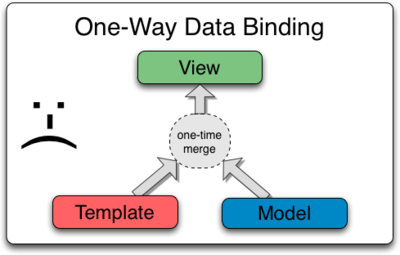 One-Way Data Binding
View
one-time
merge
Template
Model